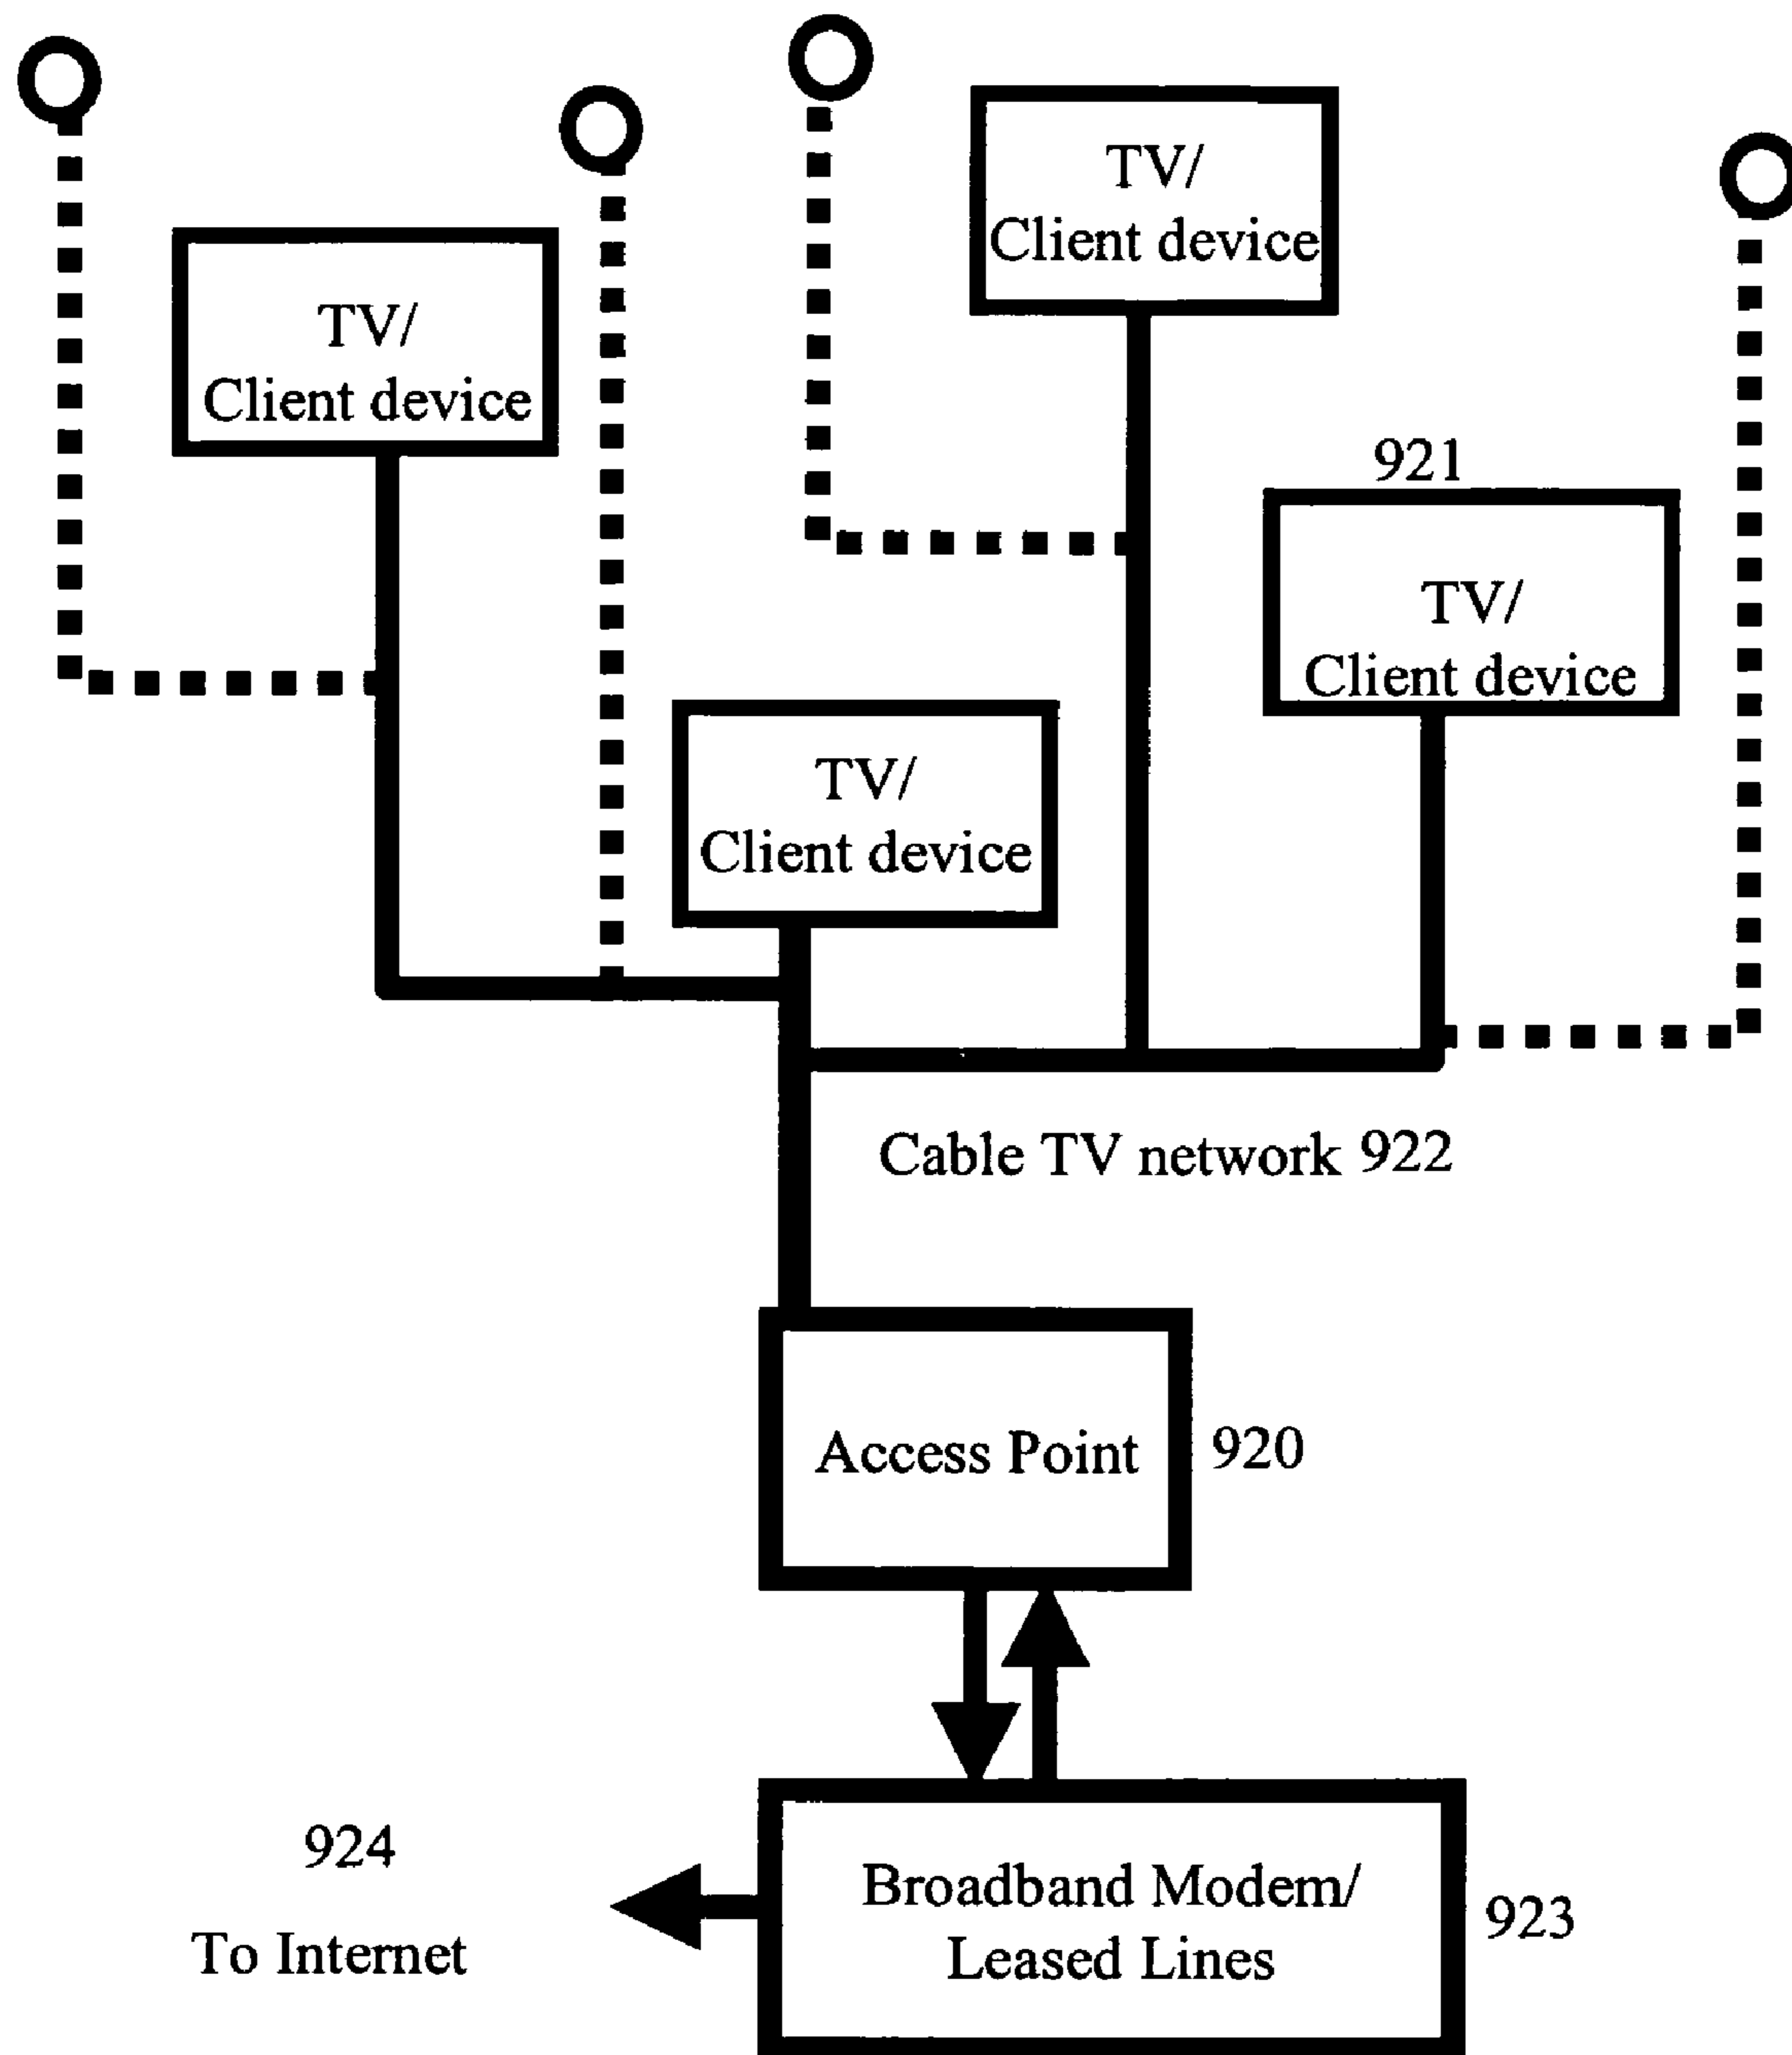 TV/
Client device
TV/
Client device
921
TV/
Client device
TV/
Client device
Cable TV network 922
Access Point
920
924
To Internet
Broadband Modem/
Leased Lines
923